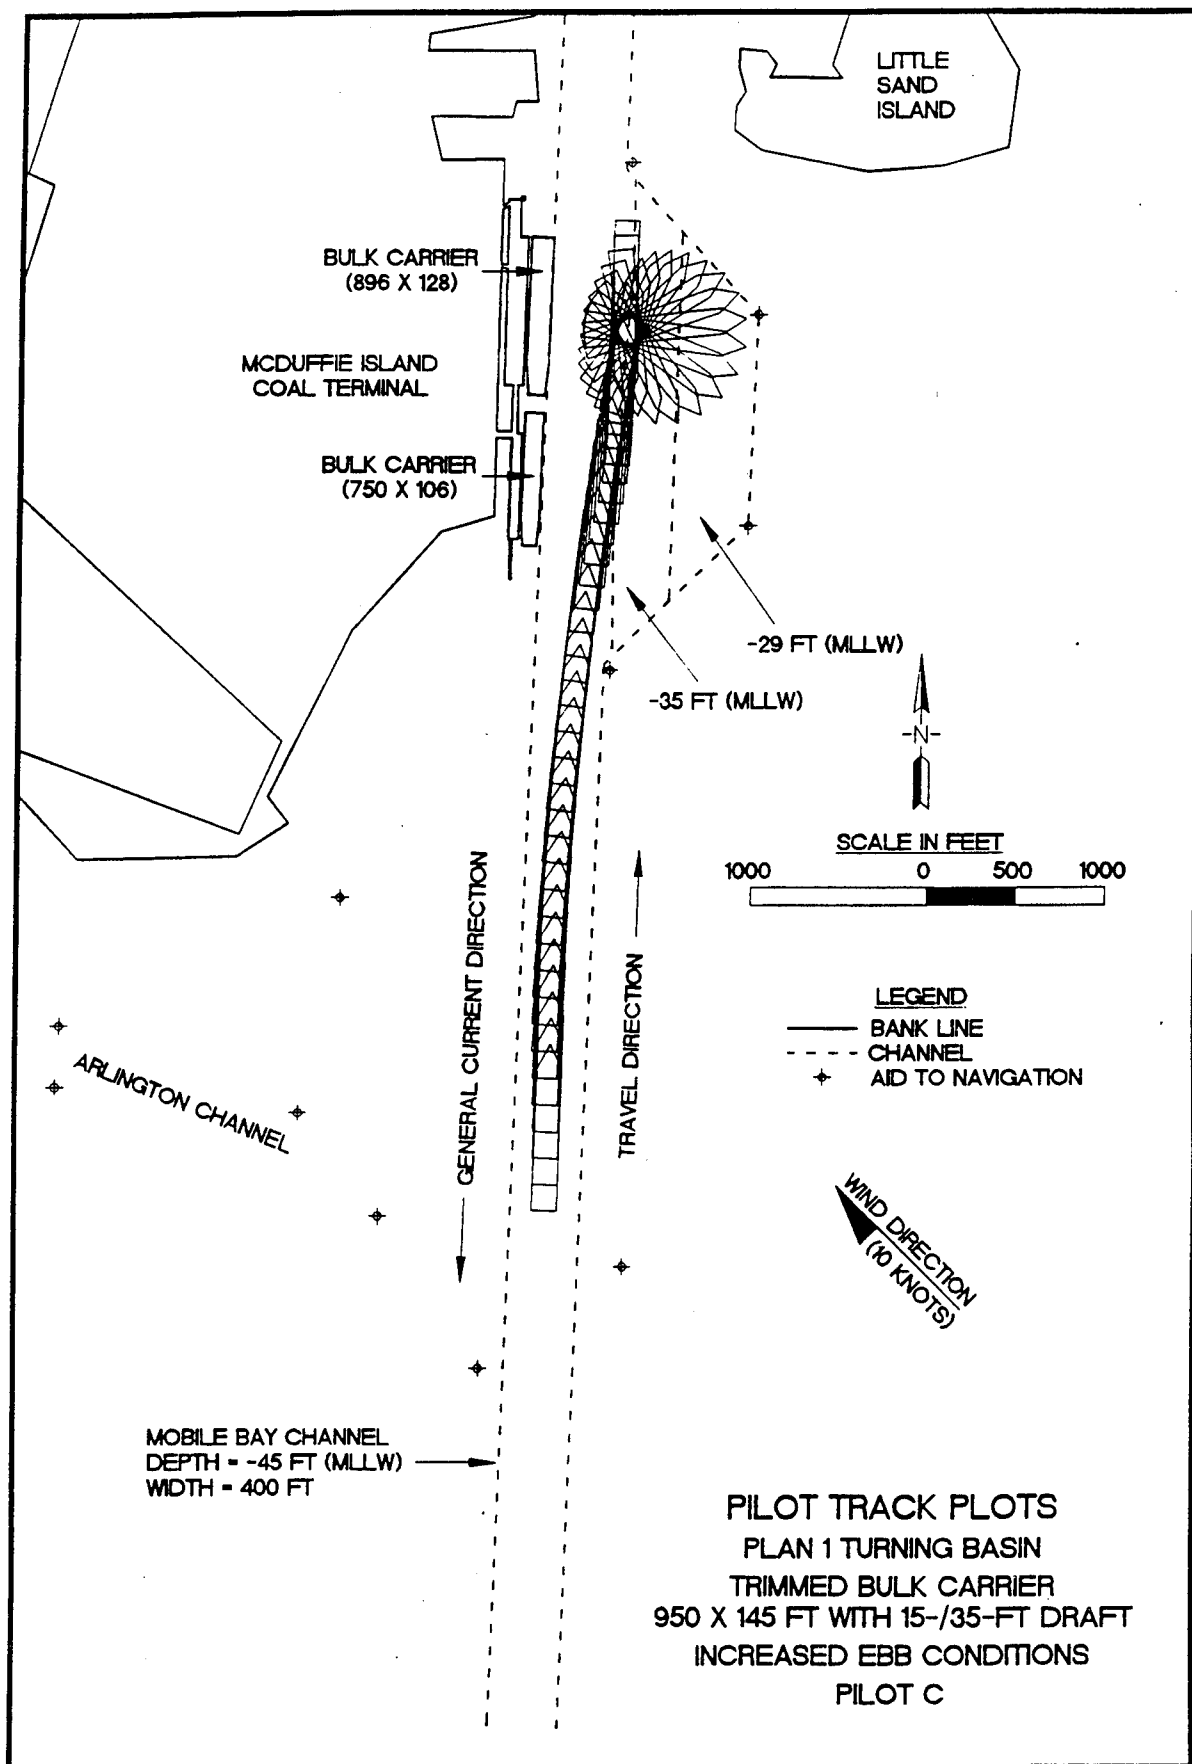 LITTLE
SAND
ISLAND
BULK CARRIER
(896 X 128)
MCDUFFIE ISLAND
COAL TERMINAL
BULK CARRIER
(750 X 106)
-29 FT (MLLW)
-35 FT (MLLW)
-N-
SCALE IN FEET
1000 0 500 1000
GENERAL CURRENT DIRECTION
TRAVEL DIRECTION
LEGEND
BANK LINE
CHANNEL
AID TO NAVIGATION
ARLINGTON CHANNEL
WIND DIRECTION
(10 KNOTS)
MOBILE BAY CHANNEL
DEPTH = -45 FT (MLLW)
WIDTH = 400 FT
PILOT TRACK PLOTS
PLAN 1 TURNING BASIN
TRIMMED BULK CARRIER
950 X 145 FT WITH 15-/35-FT DRAFT
INCREASED EBB CONDITIONS
PILOT C